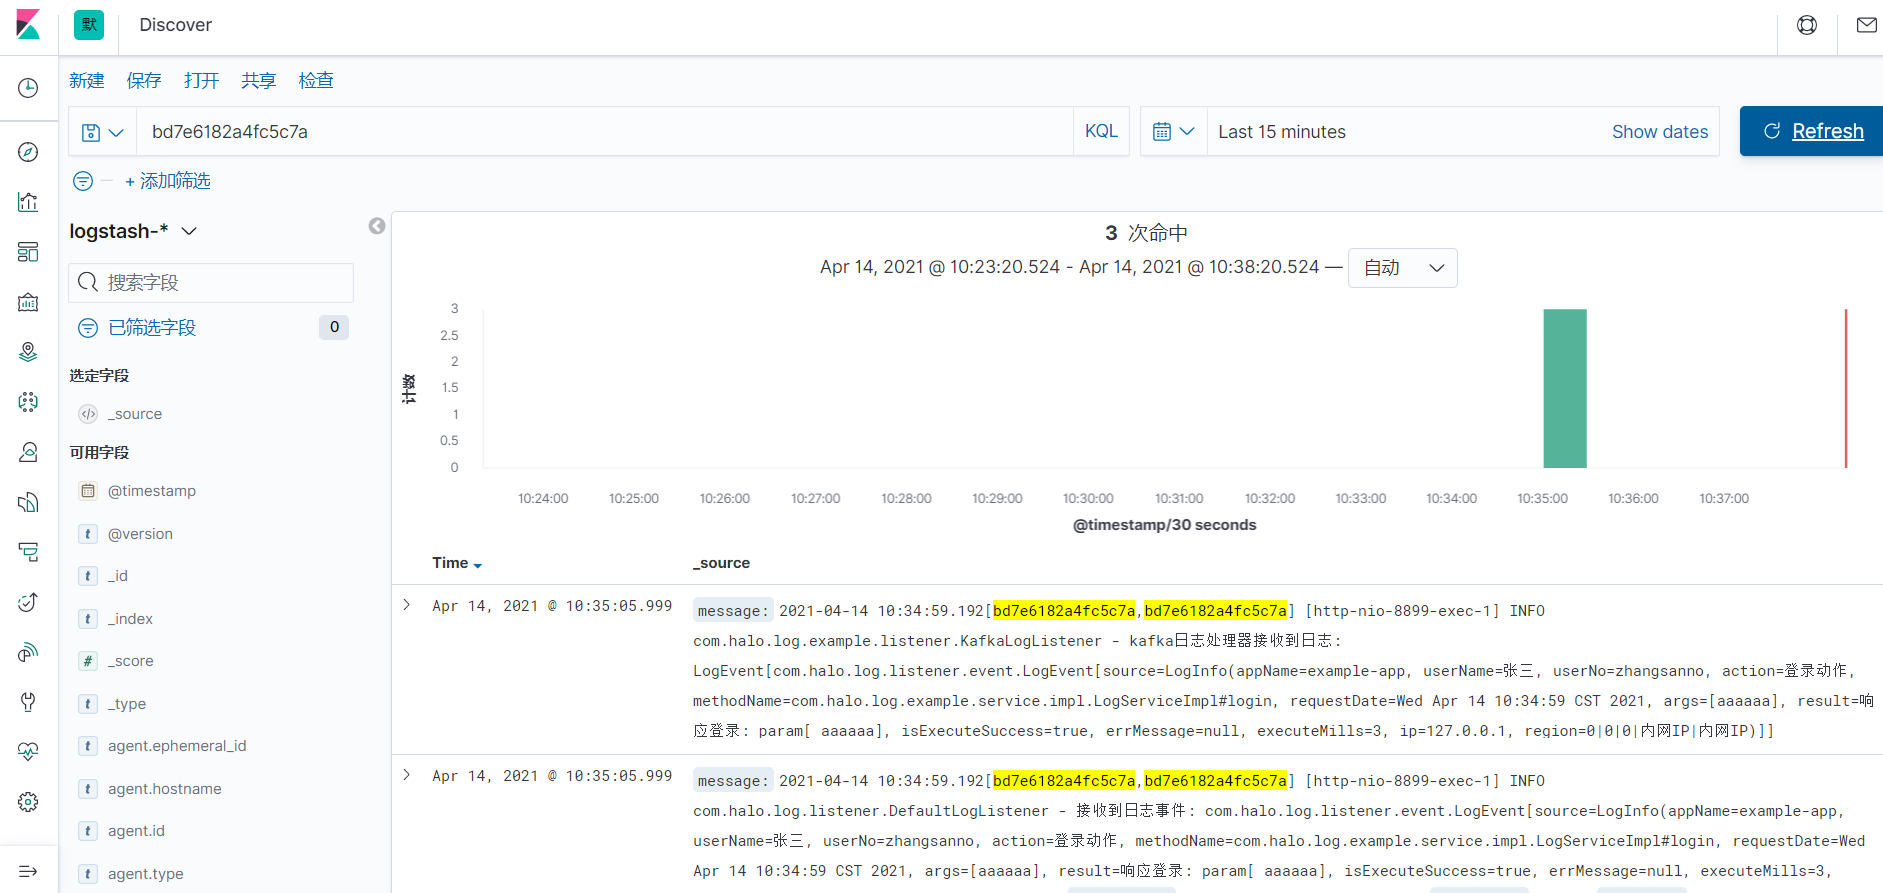 默 Discover
新建 保存 打开 共享 检查
bd7e6182a4fc5c7a KQL Last 15 minutes Show dates Refresh
+ 添加筛选
logstash-*
搜索字段
已筛选字段 0
选定字段
_source
可用字段
@timestamp
@version
_id
_index
_score
_type
agent.ephemeral_id
agent.hostname
agent.id
agent.type
3 次命中
Apr 14, 2021 @ 10:23:20.524 - Apr 14, 2021 @ 10:38:20.524 — 自动
计数
3
2.5
2
1.5
1
0.5
0
10:24:00 10:25:00 10:26:00 10:27:00 10:28:00 10:29:00 10:30:00 10:31:00 10:32:00 10:33:00 10:34:00 10:35:00 10:36:00 10:37:00
@timestamp/30 seconds
Time _source
Apr 14, 2021 @ 10:35:05.999 message: 2021-04-14 10:34:59.192[bd7e6182a4fc5c7a,bd7e6182a4fc5c7a] [http-nio-8899-exec-1] INFO
com.halo.log.example.listener.KafkaLogListener - kafka日志处理器接收到日志:
LogEvent[com.halo.log.listener.event.LogEvent[source=LogInfo(appName=example-app, userName=张三, userNo=zhangsanno, action=登录动作,
methodName=com.halo.log.example.service.impl.LogServiceImpl#login, requestDate=Wed Apr 14 10:34:59 CST 2021, args=[aaaaaa], result=响
应登录: param[ aaaaaa], isExecuteSuccess=true, errMessage=null, executeMills=3, ip=127.0.0.1, region=0|0|0|内网IP|内网IP)]]
Apr 14, 2021 @ 10:35:05.999 message: 2021-04-14 10:34:59.192[bd7e6182a4fc5c7a,bd7e6182a4fc5c7a] [http-nio-8899-exec-1] INFO
com.halo.log.listener.DefaultLogListener - 接收到日志事件: com.halo.log.listener.event.LogEvent[source=LogInfo(appName=example-app,
userName=张三, userNo=zhangsanno, action=登录动作, methodName=com.halo.log.example.service.impl.LogServiceImpl#login, requestDate=Wed
Apr 14 10:34:59 CST 2021, args=[aaaaaa], result=响应登录: param[ aaaaaa], isExecuteSuccess=true, errMessage=null, executeMills=3,